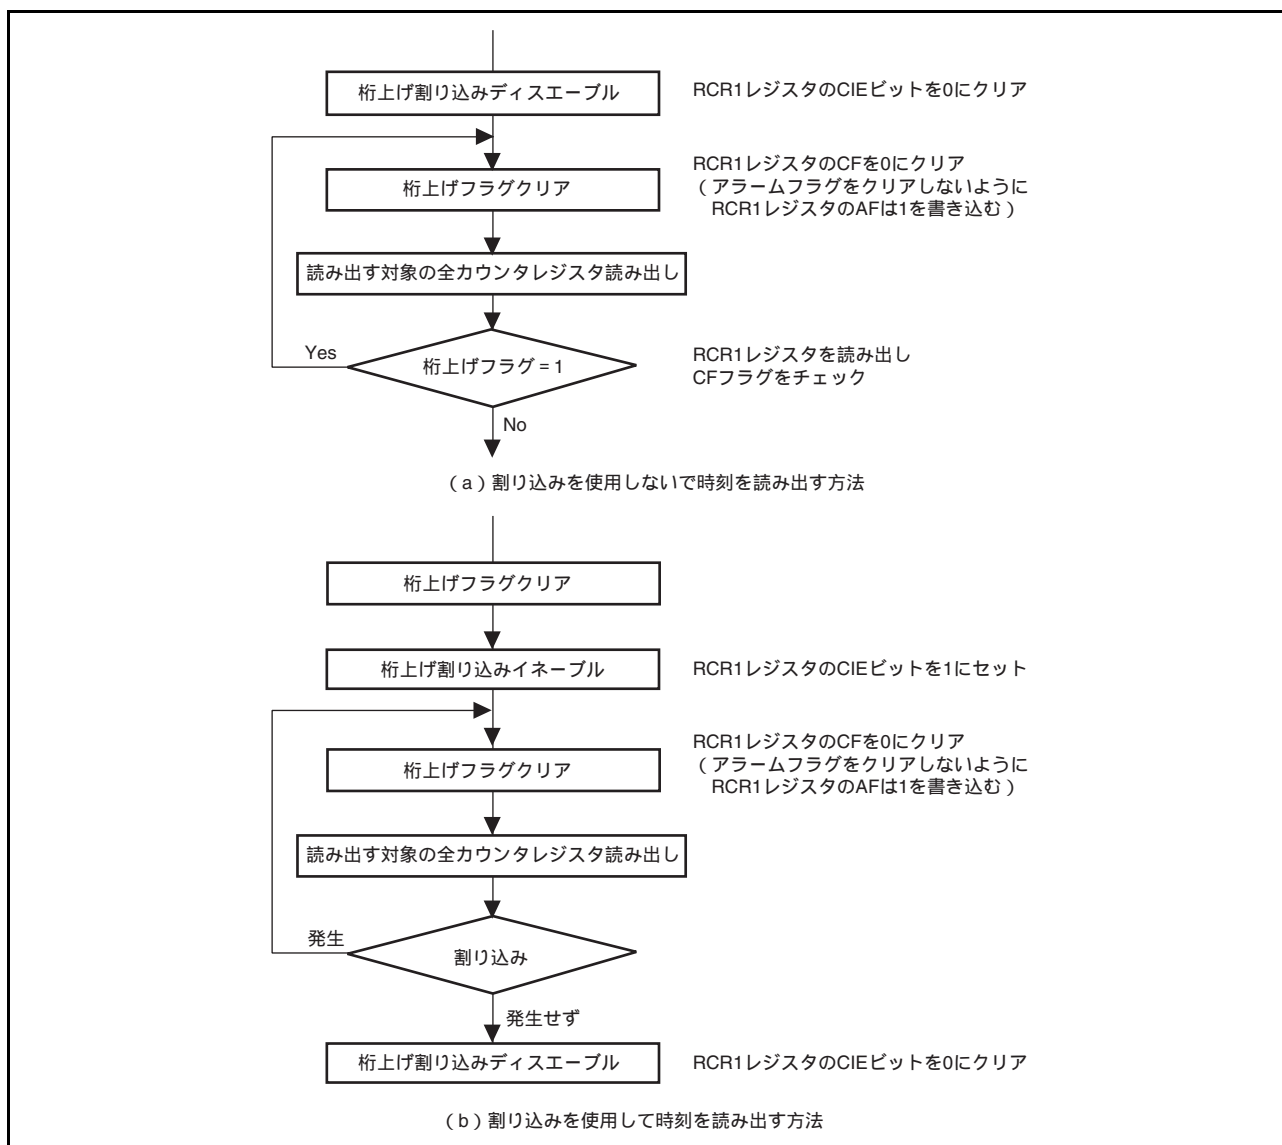 桁上げ割り込みディスエーブル
RCR1レジスタのCIEビットを0にクリア
桁上げフラグクリア
RCR1レジスタのCFを0にクリア
（アラームフラグをクリアしないように
RCR1レジスタのAFは1を書き込む）
読み出す対象の全カウンタレジスタ読み出し
Yes
桁上げフラグ = 1
RCR1レジスタを読み出し
CFフラグをチェック
No
（a）割り込みを使用しないで時刻を読み出す方法
桁上げフラグクリア
桁上げ割り込みイネーブル
RCR1レジスタのCIEビットを1にセット
桁上げフラグクリア
RCR1レジスタのCFを0にクリア
（アラームフラグをクリアしないように
RCR1レジスタのAFは1を書き込む）
読み出す対象の全カウンタレジスタ読み出し
発生
割り込み
発生せず
桁上げ割り込みディスエーブル
RCR1レジスタのCIEビットを0にクリア
（b）割り込みを使用して時刻を読み出す方法